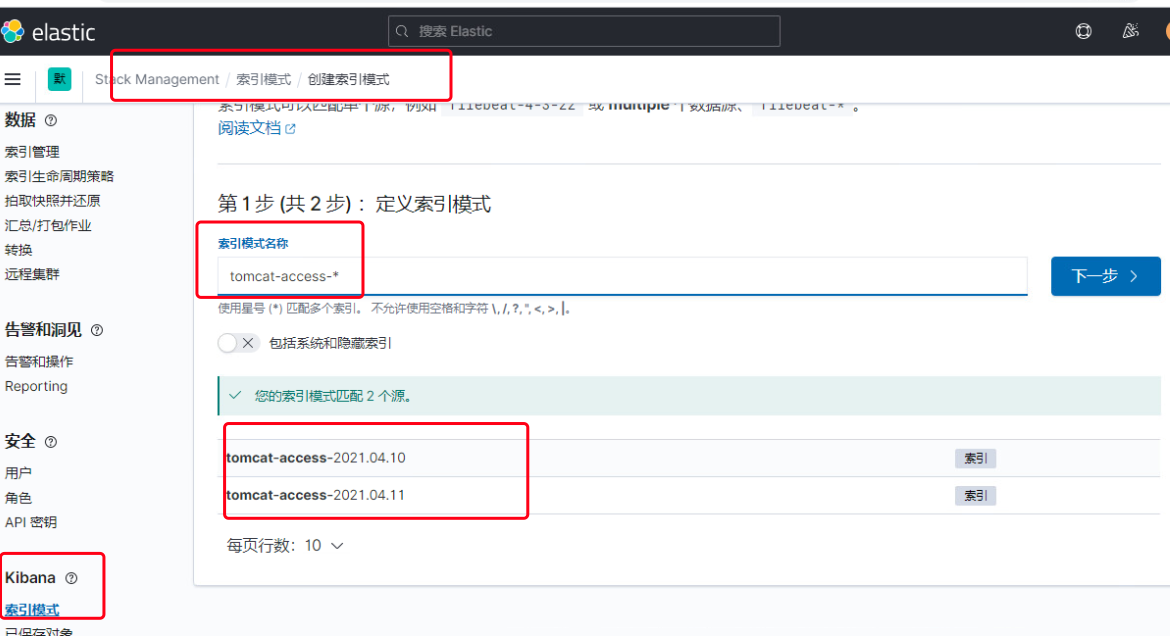 elastic
搜索 Elastic
默
Stack Management / 索引模式 / 创建索引模式
索引模式可以匹配单个源，例如 filebeat-4-3-22 或 multiple 个数据源、 filebeat-* 。
阅读文档
数据
索引管理
索引生命周期策略
拍取快照并还原
汇总/打包作业
转换
远程集群
告警和洞见
告警和操作
Reporting
安全
用户
角色
API 密钥
Kibana
索引模式
已保存对象
第 1 步 (共 2 步)：定义索引模式
索引模式名称
tomcat-access-*
下一步
使用星号 (*) 匹配多个索引。 不允许使用空格和字符 \, /, ?, ", <, >, |。
包括系统和隐藏索引
您的索引模式匹配 2 个源。
tomcat-access-2021.04.10 索引
tomcat-access-2021.04.11 索引
每页行数： 10